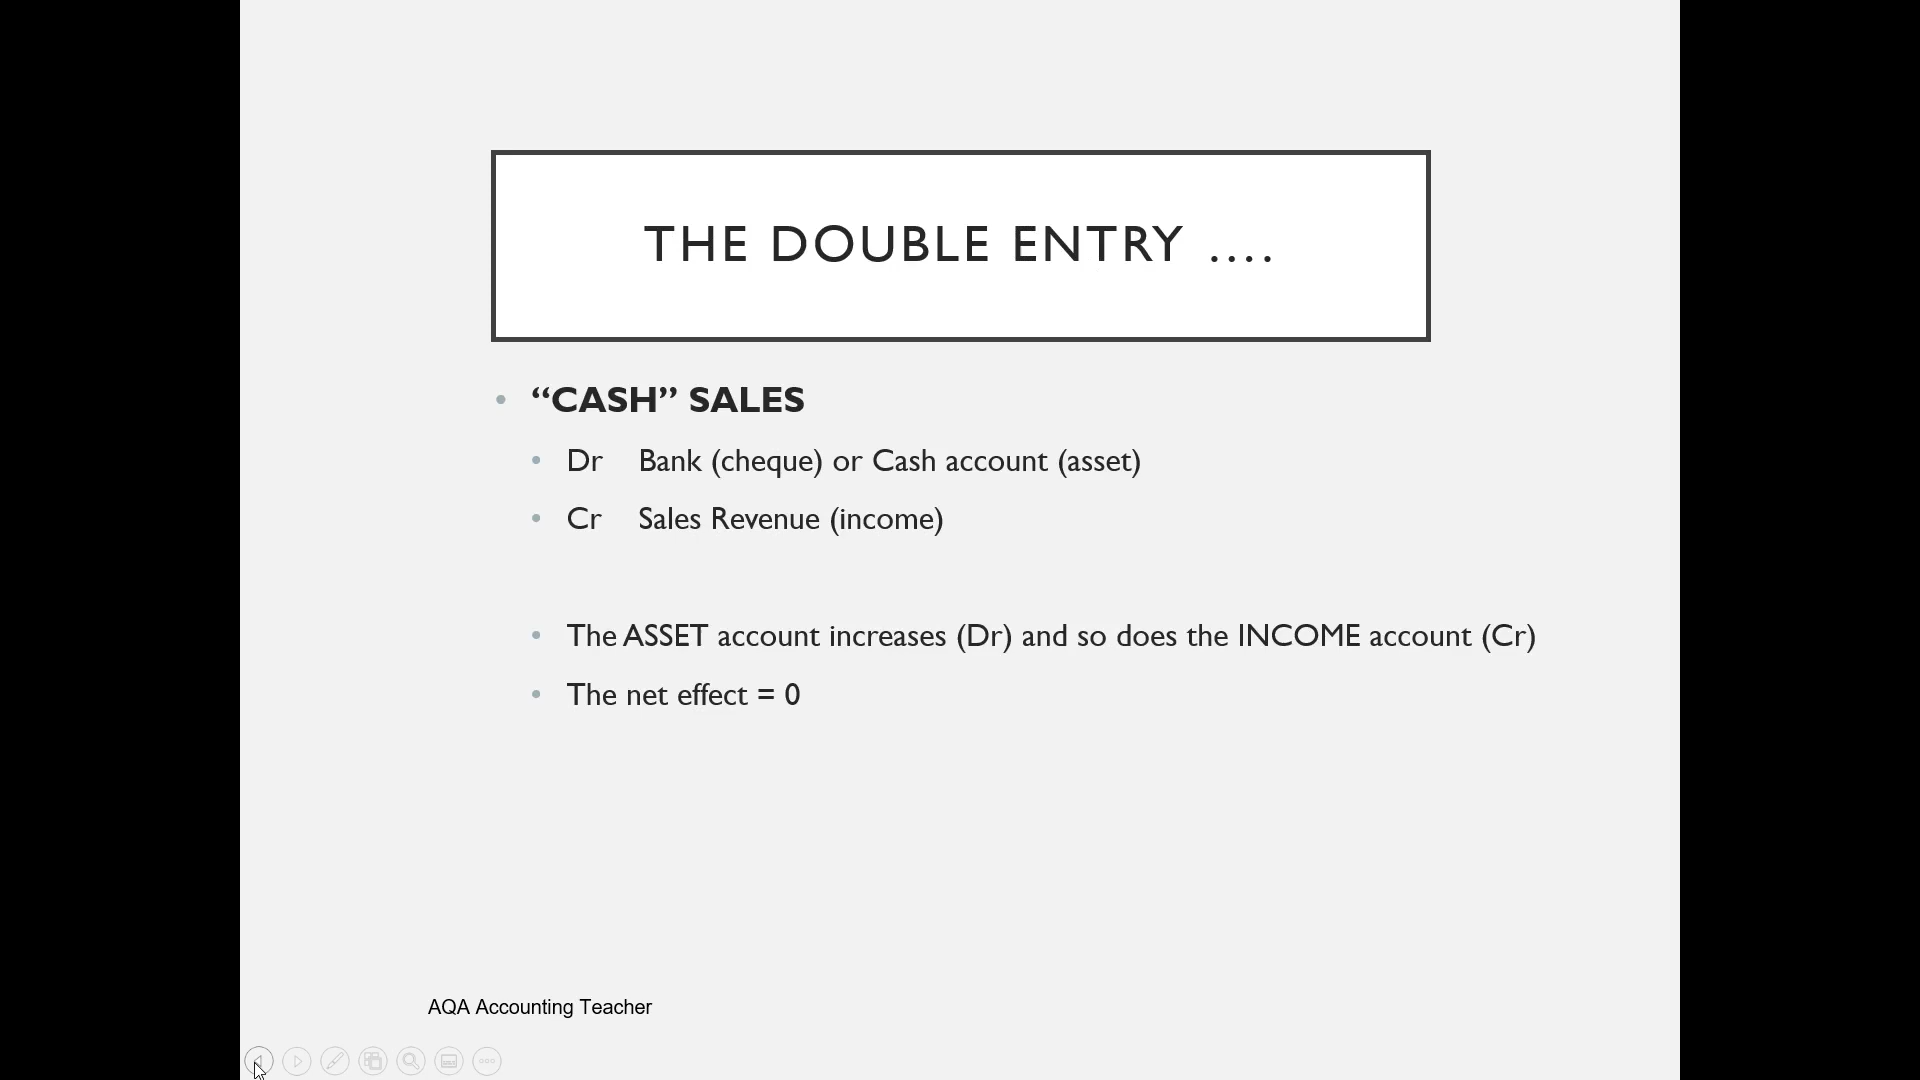 THE DOUBLE ENTRY ....
• “CASH” SALES
• Dr Bank (cheque) or Cash account (asset)
• Cr Sales Revenue (income)
• The ASSET account increases (Dr) and so does the INCOME account (Cr)
• The net effect = 0
AQA Accounting Teacher